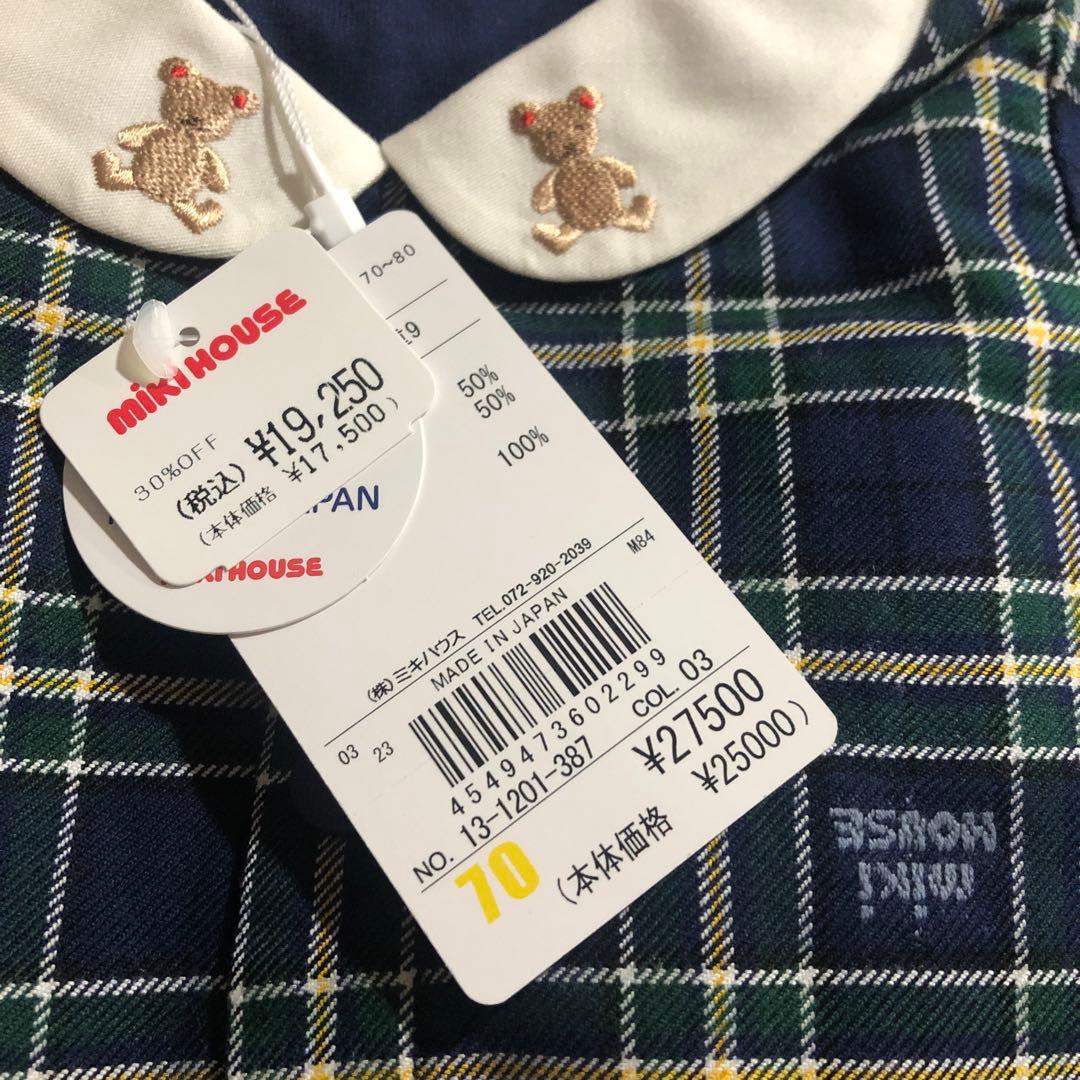 miKI HOUSE
30%OFF
(税込) ¥19,250
(本体価格 ¥17,500)
PAN
HOUSE
70~80
50%
50%
100%
M84
(株)ミキハウス TEL.072-920-2039
MADE IN JAPAN
03 23
4549473602299
NO. 13-1201-387 COL. 03
70
¥27500
(本体価格 ¥25000)
miki
HOUSE